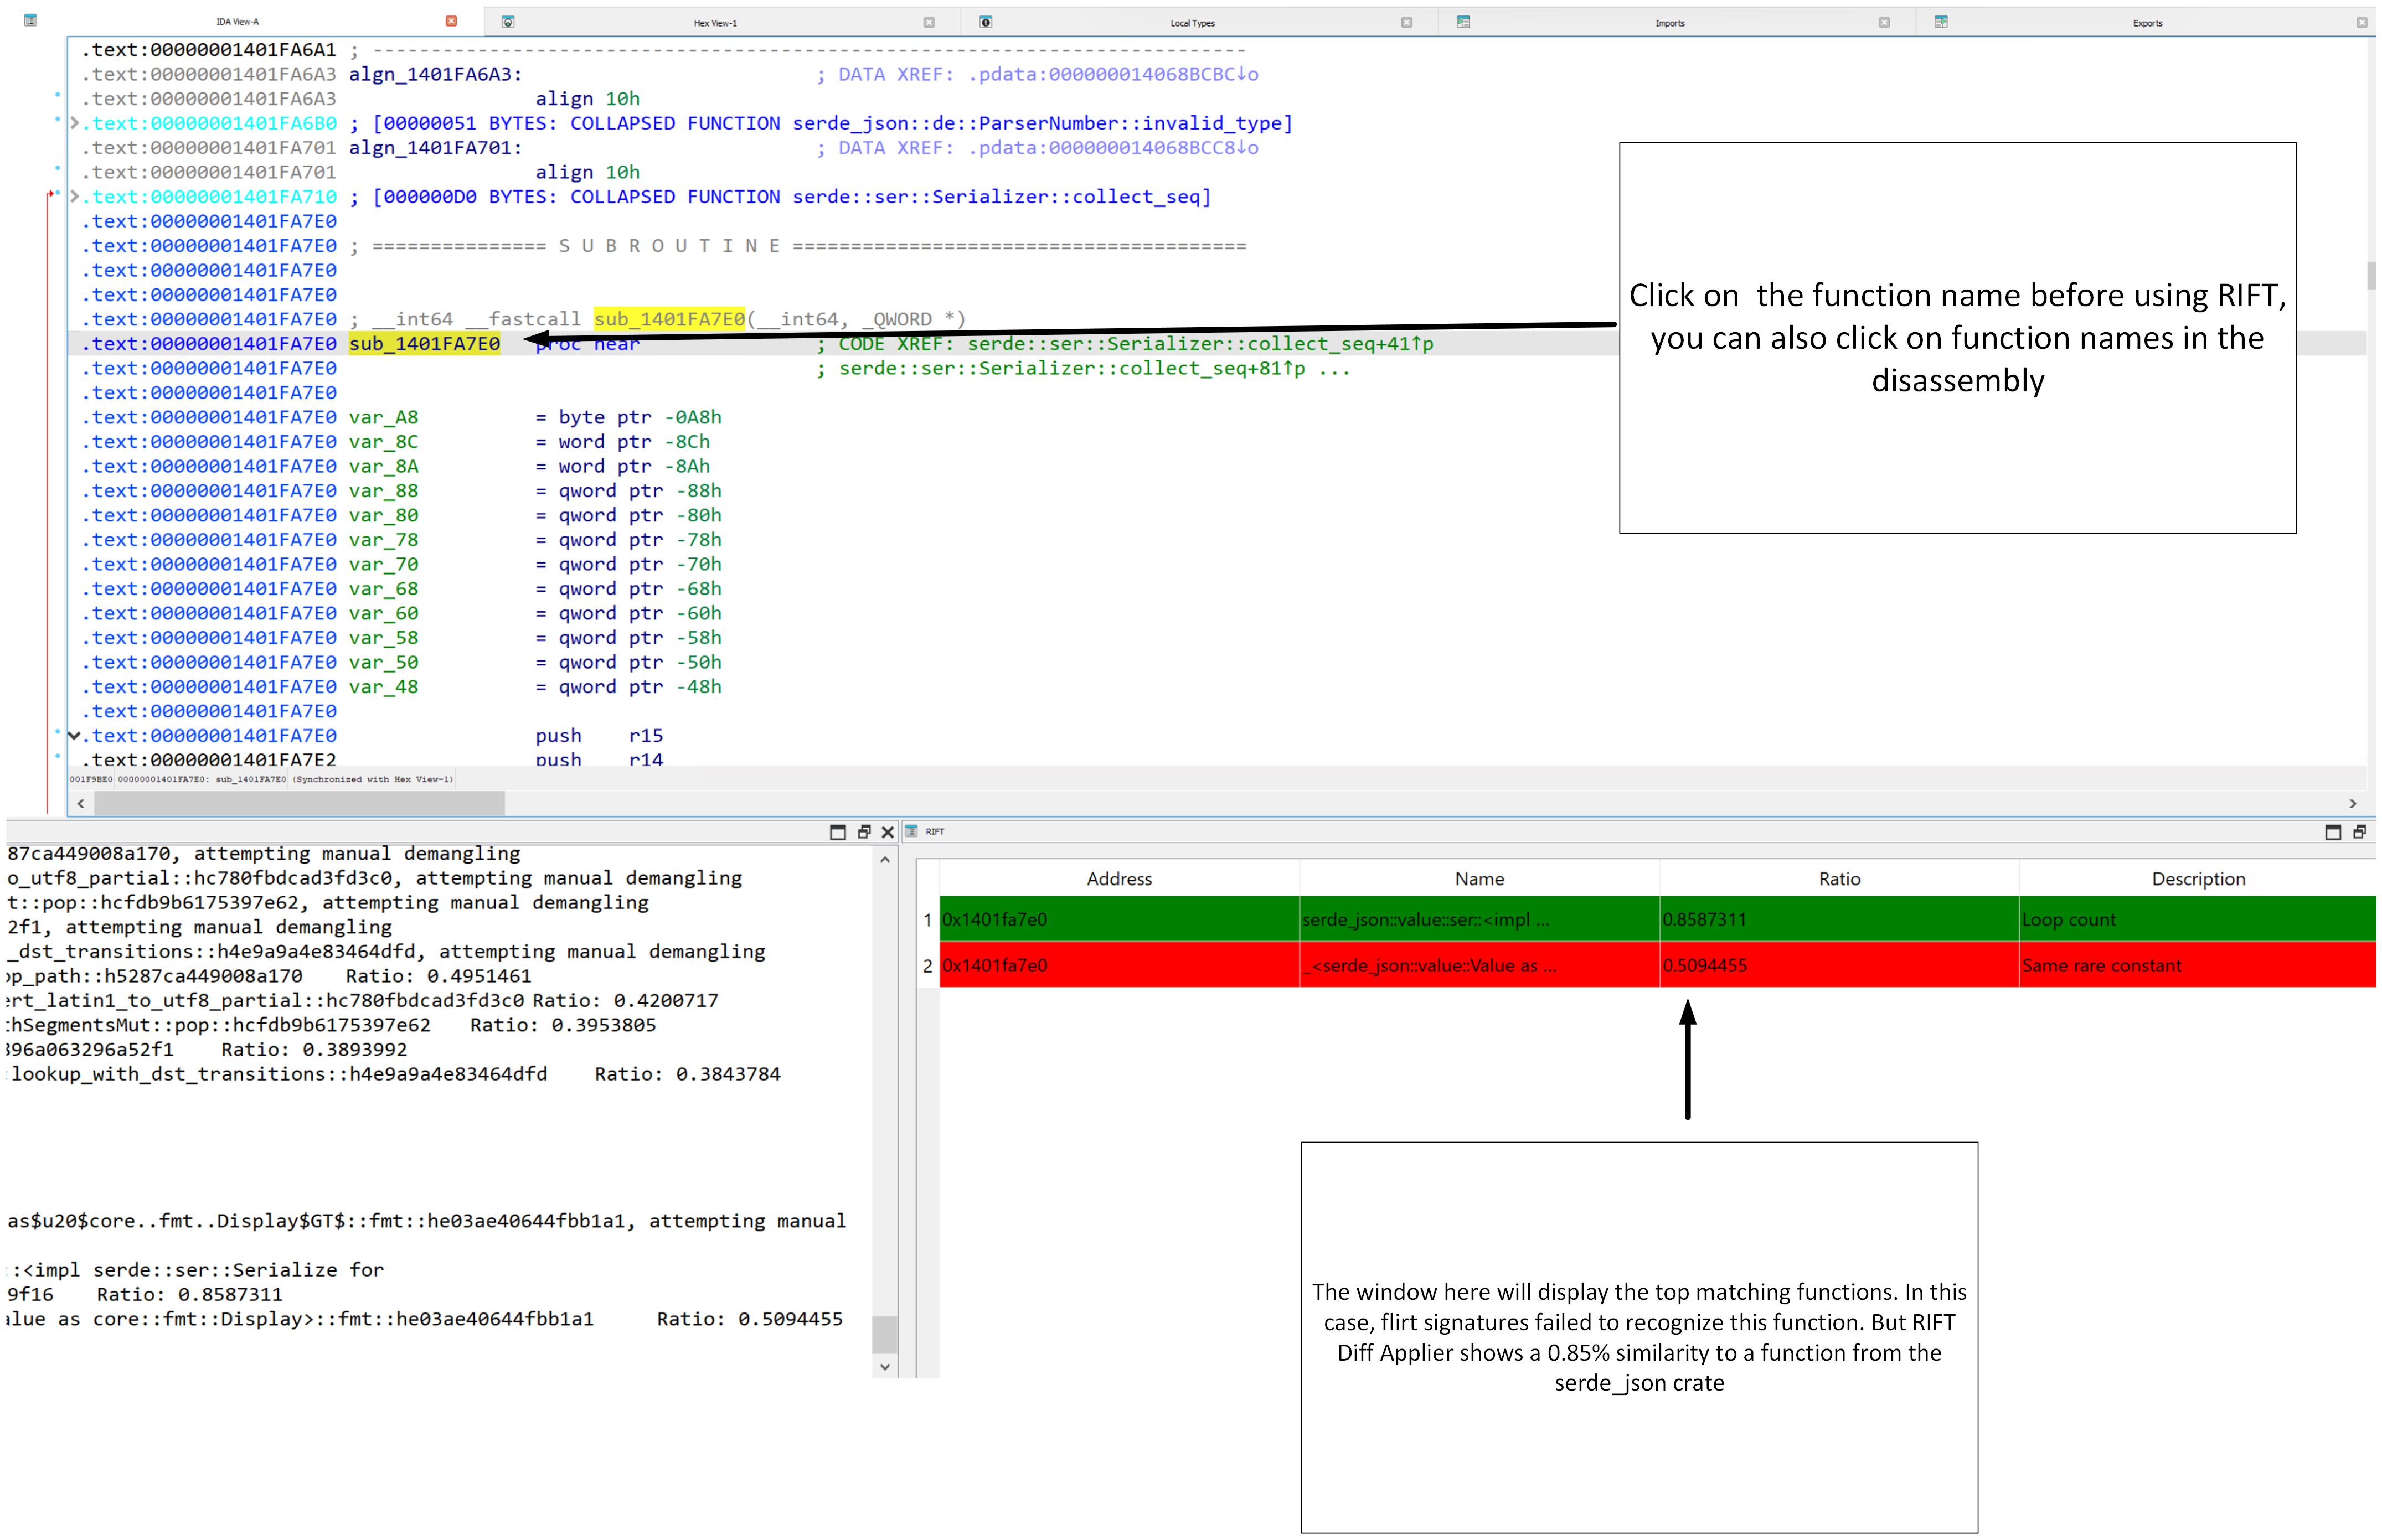 IDA View-A
Hex View-1
Local Types
Imports
Exports
.text:00000001401FA6A1 ; ---------------------------------------------------------------------------
.text:00000001401FA6A3 algn_1401FA6A3: ; DATA XREF: .pdata:000000014068BCBC↓o
.text:00000001401FA6A3 align 10h
.text:00000001401FA6B0 ; [00000051 BYTES: COLLAPSED FUNCTION serde_json::de::ParserNumber::invalid_type]
.text:00000001401FA701 algn_1401FA701: ; DATA XREF: .pdata:000000014068BCC8↓o
.text:00000001401FA701 align 10h
.text:00000001401FA710 ; [000000D0 BYTES: COLLAPSED FUNCTION serde::ser::Serializer::collect_seq]
.text:00000001401FA7E0
.text:00000001401FA7E0 ; =============== S U B R O U T I N E =======================================
.text:00000001401FA7E0
.text:00000001401FA7E0
.text:00000001401FA7E0 ; __int64 __fastcall sub_1401FA7E0(__int64, _QWORD *)
.text:00000001401FA7E0 sub_1401FA7E0 proc near ; CODE XREF: serde::ser::Serializer::collect_seq+41↑p
.text:00000001401FA7E0 ; serde::ser::Serializer::collect_seq+81↑p ...
.text:00000001401FA7E0
.text:00000001401FA7E0 var_A8 = byte ptr -0A8h
.text:00000001401FA7E0 var_8C = word ptr -8Ch
.text:00000001401FA7E0 var_8A = word ptr -8Ah
.text:00000001401FA7E0 var_88 = qword ptr -88h
.text:00000001401FA7E0 var_80 = qword ptr -80h
.text:00000001401FA7E0 var_78 = qword ptr -78h
.text:00000001401FA7E0 var_70 = qword ptr -70h
.text:00000001401FA7E0 var_68 = qword ptr -68h
.text:00000001401FA7E0 var_60 = qword ptr -60h
.text:00000001401FA7E0 var_58 = qword ptr -58h
.text:00000001401FA7E0 var_50 = qword ptr -50h
.text:00000001401FA7E0 var_48 = qword ptr -48h
.text:00000001401FA7E0
.text:00000001401FA7E0 push r15
.text:00000001401FA7E2 push r14
001F9BE0 00000001401FA7E0: sub_1401FA7E0 (Synchronized with Hex View-1)
Click on the function name before using RIFT,
you can also click on function names in the
disassembly
87ca449008a170, attempting manual demangling
o_utf8_partial::hc780fbdcad3fd3c0, attempting manual demangling
t::pop::hcfdb9b6175397e62, attempting manual demangling
2f1, attempting manual demangling
_dst_transitions::h4e9a9a4e83464dfd, attempting manual demangling
op_path::h5287ca449008a170 Ratio: 0.4951461
ert_latin1_to_utf8_partial::hc780fbdcad3fd3c0 Ratio: 0.4200717
thSegmentsMut::pop::hcfdb9b6175397e62 Ratio: 0.3953805
396a063296a52f1 Ratio: 0.3893992
:lookup_with_dst_transitions::h4e9a9a4e83464dfd Ratio: 0.3843784
as$u20$core..fmt..Display$GT$::fmt::he03ae40644fbb1a1, attempting manual
::<impl serde::ser::Serialize for
9f16 Ratio: 0.8587311
alue as core::fmt::Display>::fmt::he03ae40644fbb1a1 Ratio: 0.5094455
RIFT
Address Name Ratio Description
1 0x1401fa7e0 serde_json::value::ser::<impl ... 0.8587311 Loop count
2 0x1401fa7e0 _<serde_json::value::Value as ... 0.5094455 Same rare constant
The window here will display the top matching functions. In this
case, flirt signatures failed to recognize this function. But RIFT
Diff Applier shows a 0.85% similarity to a function from the
serde_json crate